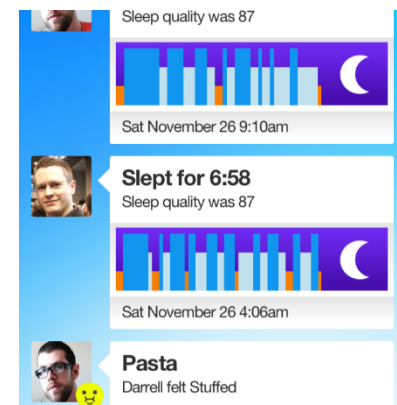 Sleep quality was 87
Sat November 26 9:10am
Slept for 6:58
Sleep quality was 87
Sat November 26 4:06am
Pasta
Darrell felt Stuffed